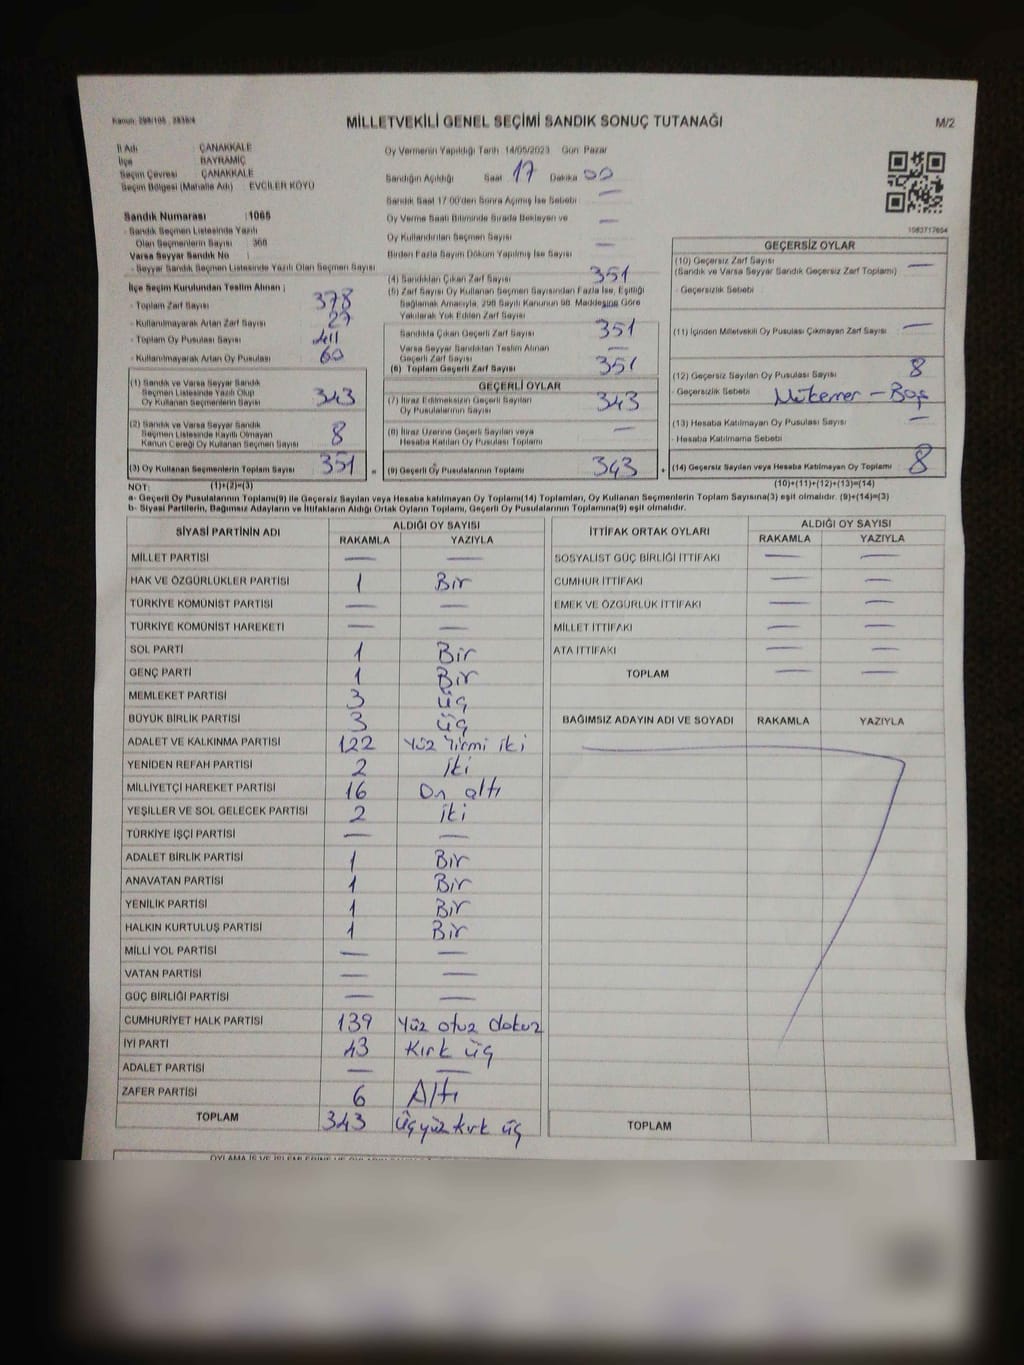 Kanun: 298/105 - 2839/4
MİLLETVEKİLİ GENEL SEÇİMİ SANDIK SONUÇ TUTANAĞI
M/2
İl Adı : ÇANAKKALE
İlçe : BAYRAMİÇ
Seçim Çevresi : ÇANAKKALE
Seçim Bölgesi (Mahalle Adı) : EVCİLER KÖYÜ
Sandık Numarası : 1065
- Sandık Seçmen Listesinde Yazılı
Olan Seçmenlerin Sayısı : 366
Varsa Seyyar Sandık No :
- Seyyar Sandık Seçmen Listesinde Yazılı Olan Seçmen Sayısı
İlçe Seçim Kurulundan Teslim Alınan ;
- Toplam Zarf Sayısı 378
- Kullanılmayarak Artan Zarf Sayısı 27
- Toplam Oy Pusulası Sayısı 411
- Kullanılmayarak Artan Oy Pusulası 60
(1) Sandık ve Varsa Seyyar Sandık
Seçmen Listesinde Yazılı Olup
Oy Kullanan Seçmenlerin Sayısı 343
(2) Sandık ve Varsa Seyyar Sandık
Seçmen Listesinde Kayıtlı Olmayan
Kanun Gereği Oy Kullanan Seçmen Sayısı 8
(3) Oy Kullanan Seçmenlerin Toplam Sayısı 351 =
Oy Vermenin Yapıldığı Tarih 14/05/2023 Gün Pazar
Sandığın Açıldığı Saat 17 Dakika 00
Sandık Saat 17:00'den Sonra Açılmış İse Sebebi —
Oy Verme Saati Bitiminde Sırada Bekleyen ve —
Oy Kullandırılan Seçmen Sayısı
Birden Fazla Sayım Döküm Yapılmış İse Sayısı —
(4) Sandıktan Çıkan Zarf Sayısı 351
(5) Zarf Sayısı Oy Kullanan Seçmen Sayısından Fazla İse, Eşitliği
Sağlamak Amacıyla, 298 Sayılı Kanunun 98. Maddesine Göre
Yakılarak Yok Edilen Zarf Sayısı
Sandıkta Çıkan Geçerli Zarf Sayısı 351
Varsa Seyyar Sandıktan Teslim Alınan
Geçerli Zarf Sayısı —
(6) Toplam Geçerli Zarf Sayısı 351
GEÇERLİ OYLAR
(7) İtiraz Edilmeksizin Geçerli Sayılan
Oy Pusulalarının Sayısı 343
(8) İtiraz Üzerine Geçerli Sayılan veya
Hesaba Katılan Oy Pusulası Toplamı —
(9) Geçerli Oy Pusulalarının Toplamı 343 +
1083717654
GEÇERSİZ OYLAR
(10) Geçersiz Zarf Sayısı
(Sandık ve Varsa Seyyar Sandık Geçersiz Zarf Toplamı) —
- Geçersizlik Sebebi
(11) İçinden Milletvekili Oy Pusulası Çıkmayan Zarf Sayısı —
(12) Geçersiz Sayılan Oy Pusulası Sayısı 8
- Geçersizlik Sebebi Mükerrer – Boş
(13) Hesaba Katılmayan Oy Pusulası Sayısı —
- Hesaba Katılmama Sebebi
(14) Geçersiz Sayılan veya Hesaba Katılmayan Oy Toplamı 8
NOT: (1)+(2)=(3) (10)+(11)+(12)+(13)=(14)
a- Geçerli Oy Pusulalarının Toplamı(9) ile Geçersiz Sayılan veya Hesaba katılmayan Oy Toplamı(14) Toplamları, Oy Kullanan Seçmenlerin Toplam Sayısına(3) eşit olmalıdır. (9)+(14)=(3)
b- Siyasi Partilerin, Bağımsız Adayların ve İttifakların Aldığı Ortak Oyların Toplamı, Geçerli Oy Pusulalarının Toplamına(9) eşit olmalıdır.
SİYASİ PARTİNİN ADI ALDIĞI OY SAYISI
RAKAMLA YAZIYLA
MİLLET PARTİSİ — —
HAK VE ÖZGÜRLÜKLER PARTİSİ 1 Bir
TÜRKİYE KOMÜNİST PARTİSİ — —
TÜRKİYE KOMÜNİST HAREKETİ — —
SOL PARTİ 1 Bir
GENÇ PARTİ 1 Bir
MEMLEKET PARTİSİ 3 üç
BÜYÜK BİRLİK PARTİSİ 3 üç
ADALET VE KALKINMA PARTİSİ 122 Yüz Yirmi iki
YENİDEN REFAH PARTİSİ 2 İki
MİLLİYETÇİ HAREKET PARTİSİ 16 On altı
YEŞİLLER VE SOL GELECEK PARTİSİ 2 iki
TÜRKİYE İŞÇİ PARTİSİ — —
ADALET BİRLİK PARTİSİ 1 Bir
ANAVATAN PARTİSİ 1 Bir
YENİLİK PARTİSİ 1 Bir
HALKIN KURTULUŞ PARTİSİ 1 Bir
MİLLİ YOL PARTİSİ — —
VATAN PARTİSİ — —
GÜÇ BİRLİĞİ PARTİSİ — —
CUMHURİYET HALK PARTİSİ 139 Yüz otuz dokuz
İYİ PARTİ 43 Kırk üç
ADALET PARTİSİ — —
ZAFER PARTİSİ 6 Altı
TOPLAM 343 Üçyüz kırk üç
İTTİFAK ORTAK OYLARI ALDIĞI OY SAYISI
RAKAMLA YAZIYLA
SOSYALİST GÜÇ BİRLİĞİ İTTİFAKI — —
CUMHUR İTTİFAKI — —
EMEK VE ÖZGÜRLÜK İTTİFAKI — —
MİLLET İTTİFAKI — —
ATA İTTİFAKI — —
TOPLAM — —
BAĞIMSIZ ADAYIN ADI VE SOYADI RAKAMLA YAZIYLA
TOPLAM